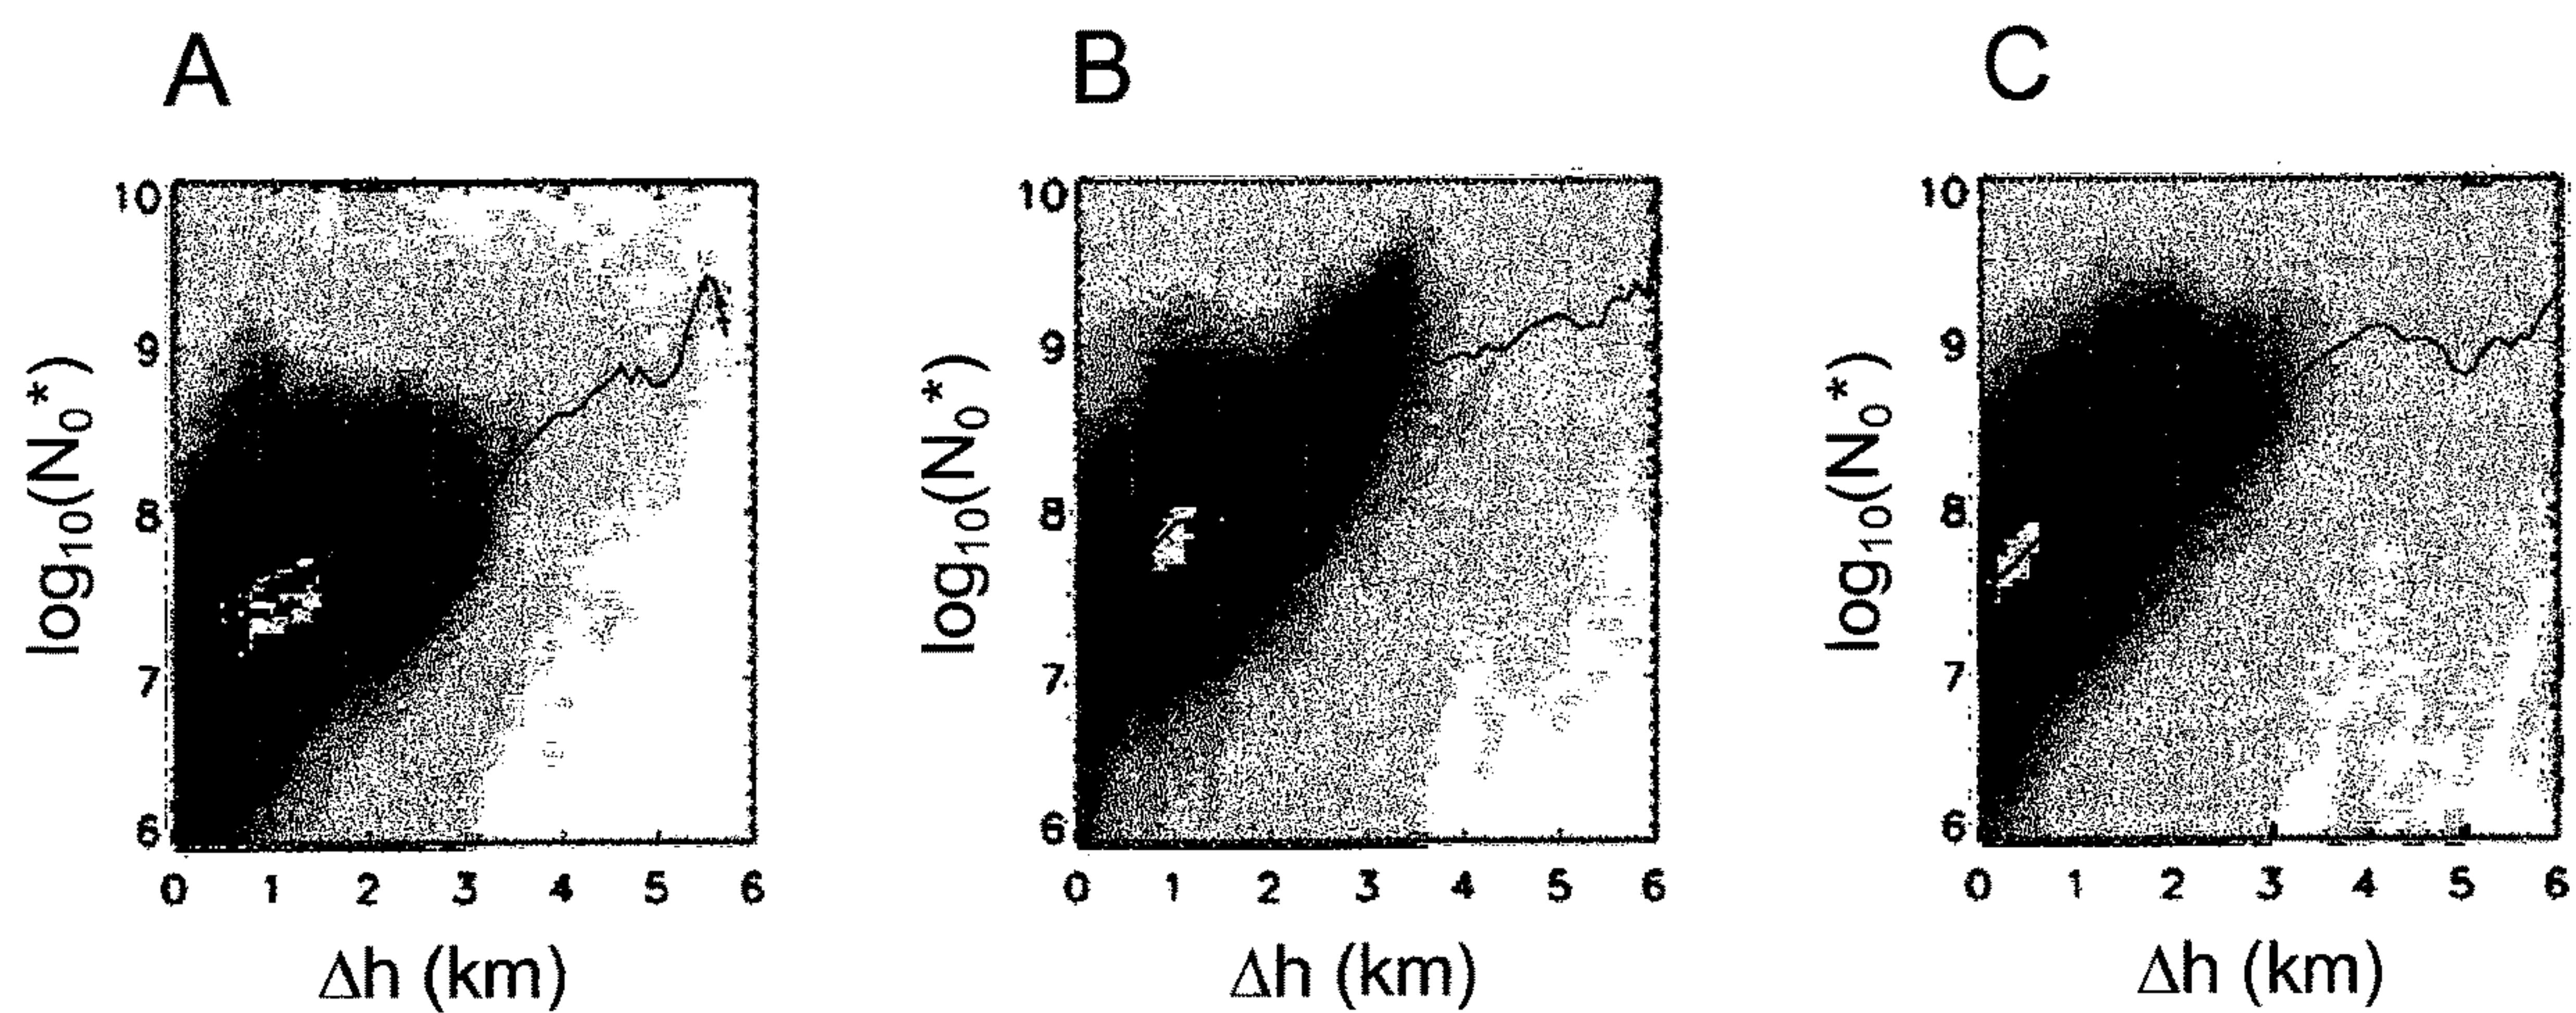 A B C
10 10 10
9 9 9
8 8 8
7 7 7
6 6 6
log10(N0*) log10(N0*) log10(N0*)
0 1 2 3 4 5 6 0 1 2 3 4 5 6 0 1 2 3 4 5 6
Δh (km) Δh (km) Δh (km)